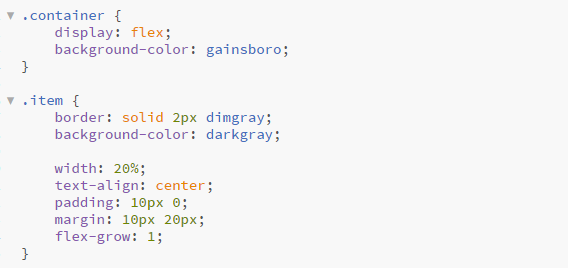 .container {
display: flex;
background-color: gainsboro;
}
.item {
border: solid 2px dimgray;
background-color: darkgray;
width: 20%;
text-align: center;
padding: 10px 0;
margin: 10px 20px;
flex-grow: 1;
}